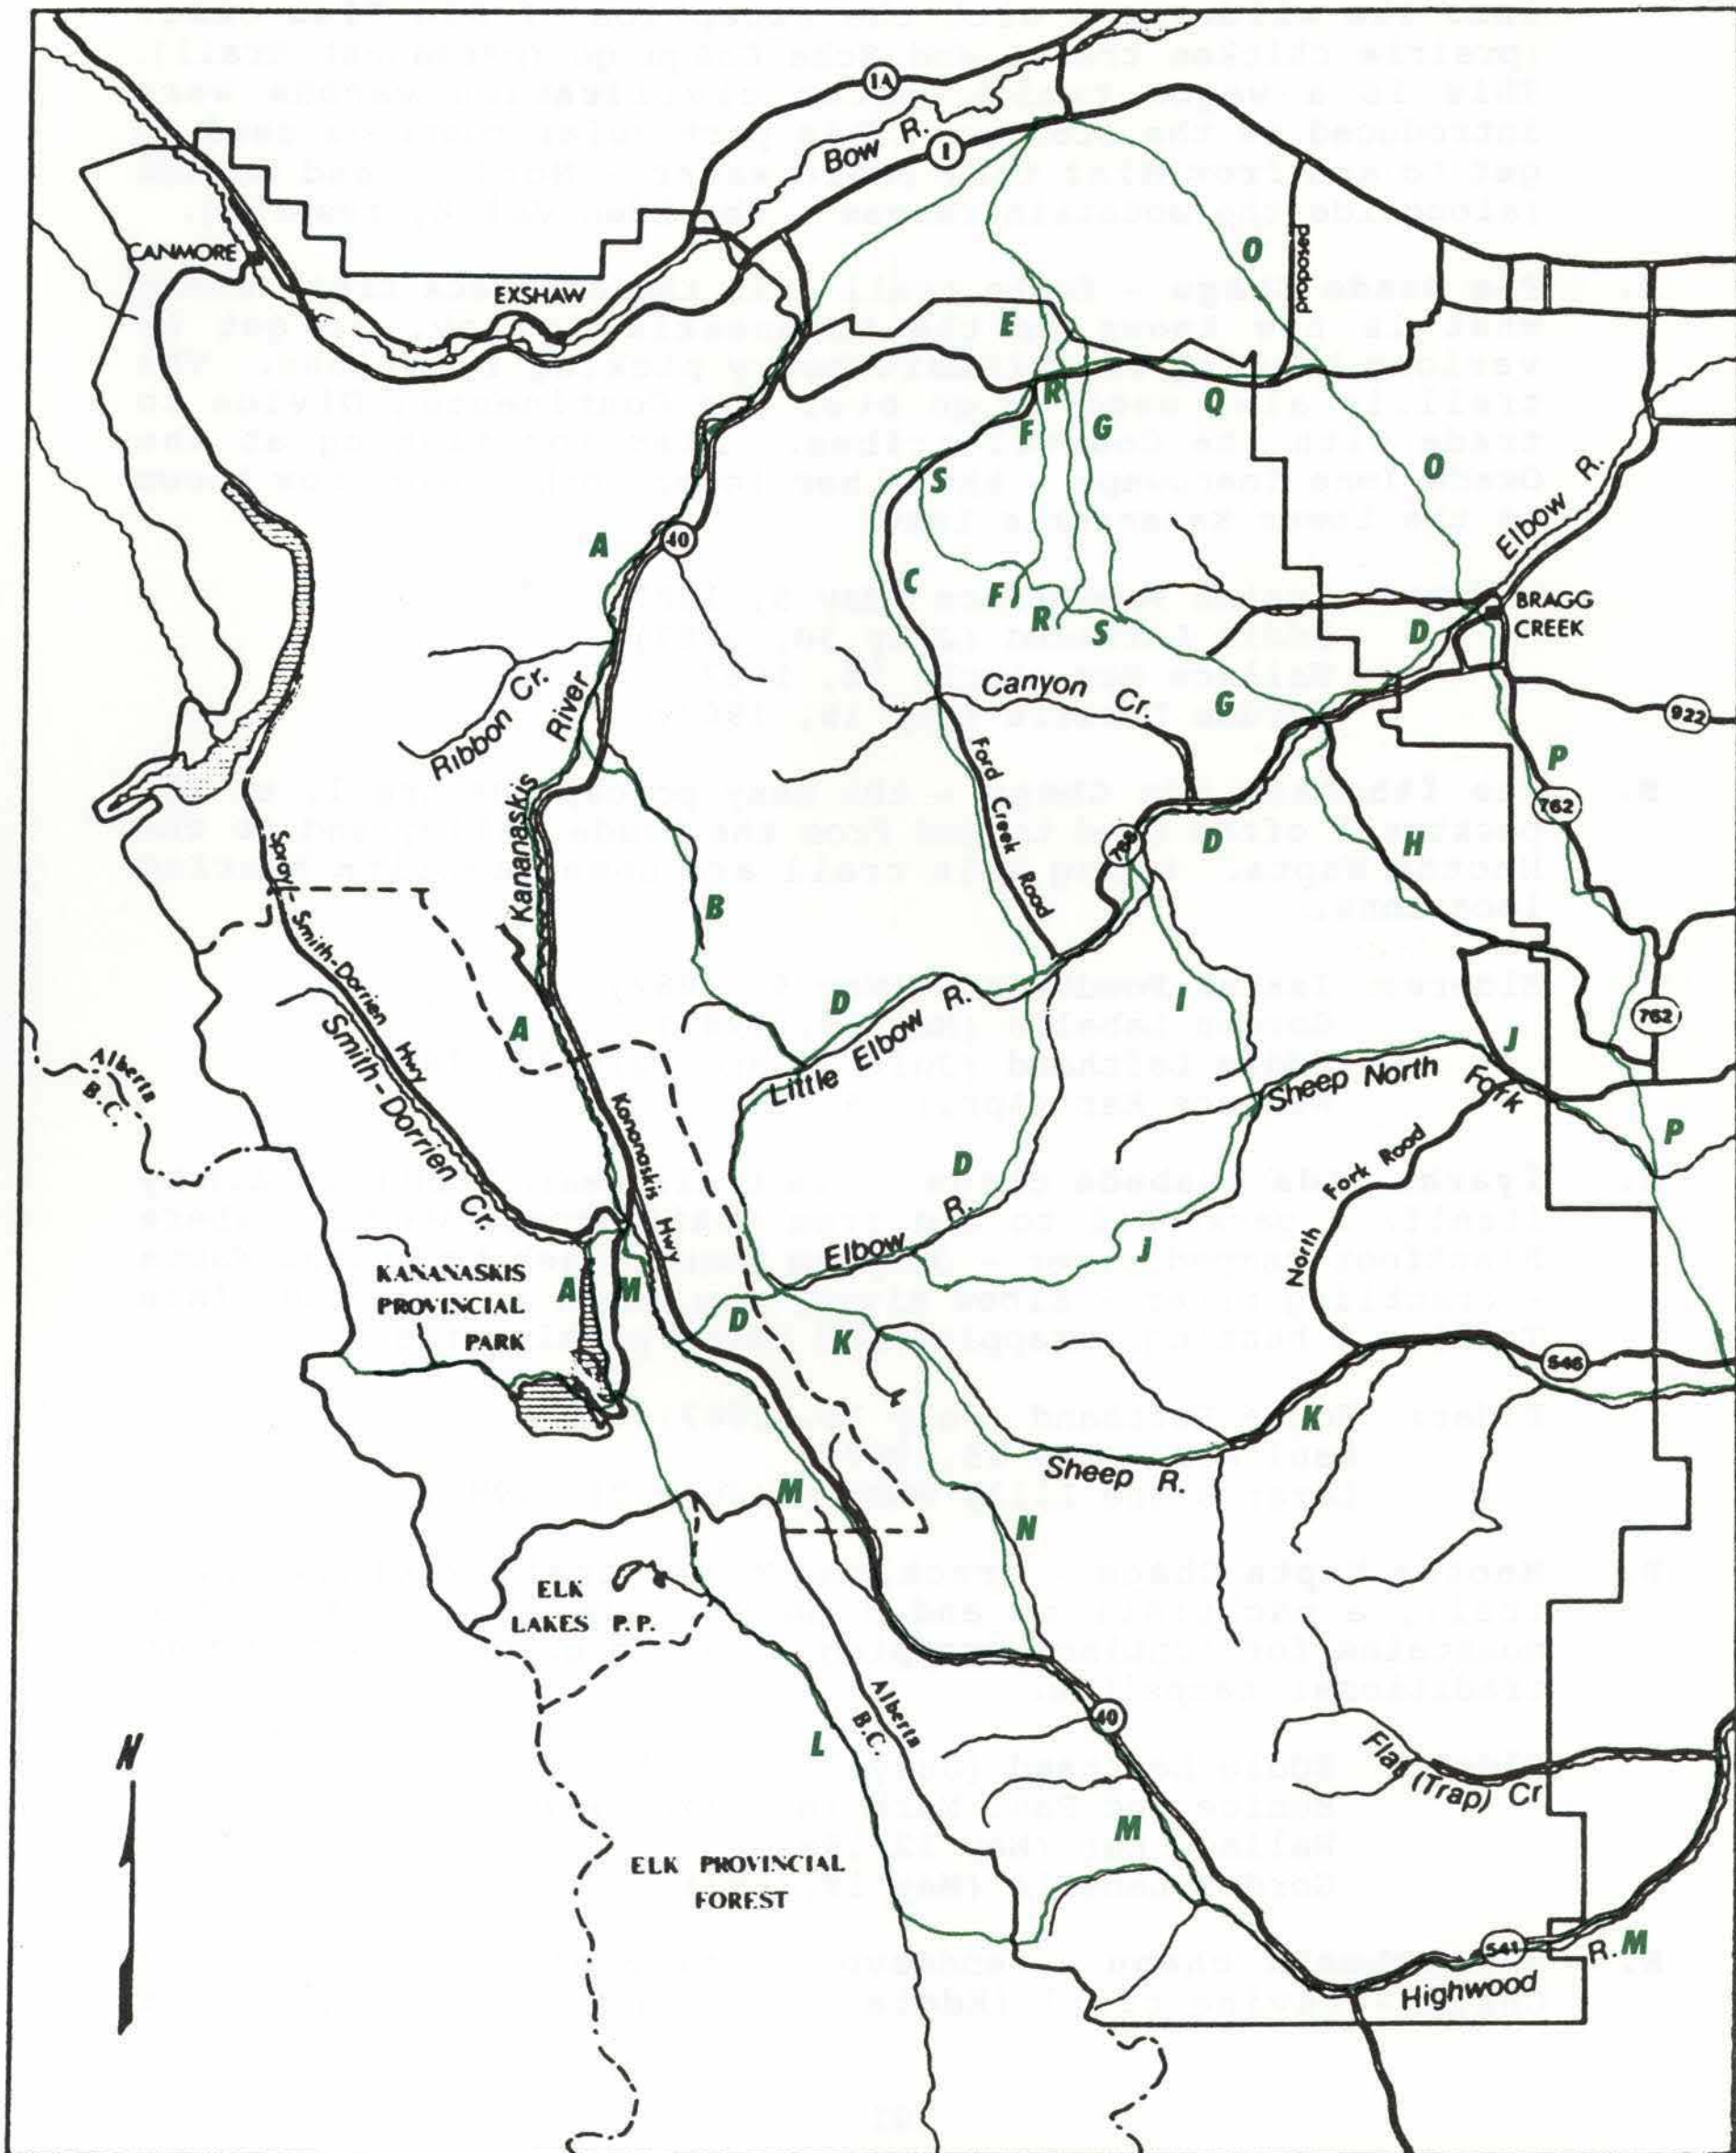 1A
Bow R.
1
CANMORE
EXSHAW
O
proposed
E
R
F
G
Q
O
Elbow R.
S
A
40
C
F
R
S
BRAGG
CREEK
D
Ribbon Cr.
River
Kananaskis
Canyon Cr.
G
922
P
762
Ford
Creek
Road
768
D
H
Spray-
Smith-Dorrien
Hwy
B
D
I
762
A
Smith-Dorrien
Cr.
Alberta
B.C.
Little Elbow R.
J
Sheep North
Fork
Kananaskis
Hwy
D
P
North
Fork Road
Elbow R.
J
KANANASKIS
PROVINCIAL
PARK
A
M
D
K
546
K
Sheep R.
M
N
ELK
LAKES P.P.
Alberta
B.C.
40
L
N
Flat (Trap) Cr
M
ELK PROVINCIAL
FOREST
541
R.
M
Highwood